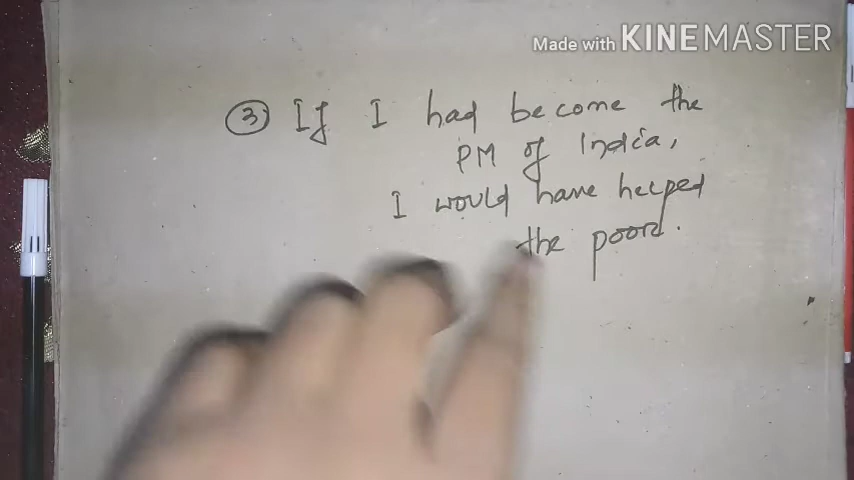 Made with KINEMASTER
③ If I had become the
PM of India,
I would have helped
the poor.